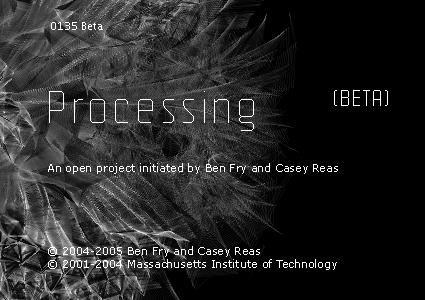 0135 Beta
Processing
(BETA)
An open project initiated by Ben Fry and Casey Reas
© 2004-2005 Ben Fry and Casey Reas
© 2001-2004 Massachusetts Institute of Technology